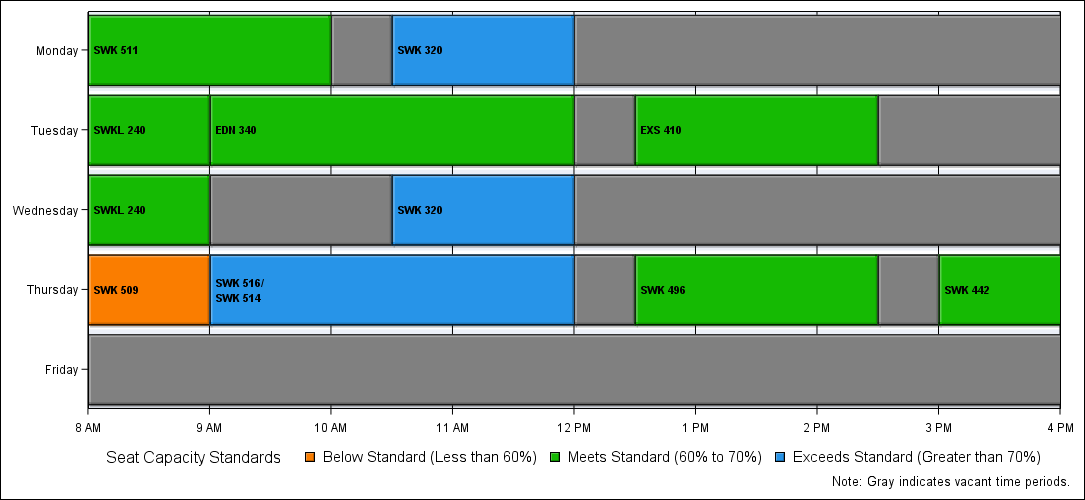 Monday
SWK 511
SWK 320
Tuesday
SWKL 240
EDN 340
EXS 410
Wednesday
SWKL 240
SWK 320
Thursday
SWK 509
SWK 516/
SWK 514
SWK 496
SWK 442
Friday
8 AM 9 AM 10 AM 11 AM 12 PM 1 PM 2 PM 3 PM 4 PM
Seat Capacity Standards Below Standard (Less than 60%) Meets Standard (60% to 70%) Exceeds Standard (Greater than 70%)
Note: Gray indicates vacant time periods.